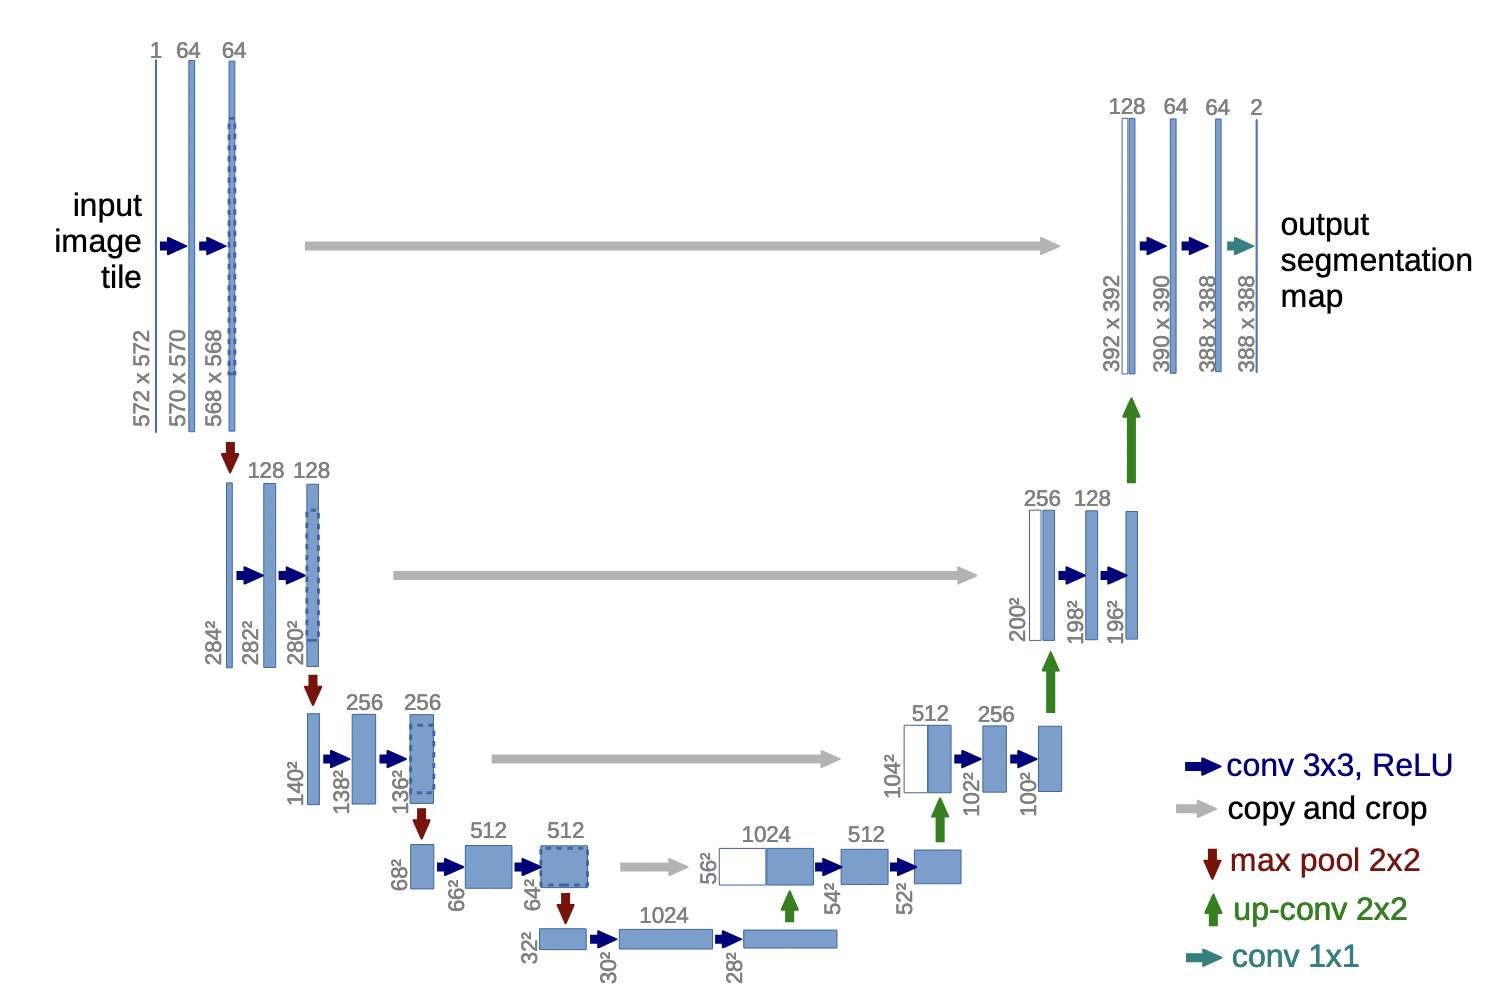 1 64 64
input
image
tile
572 x 572
570 x 570
568 x 568
128 64 64 2
output
segmentation
map
392 x 392
390 x 390
388 x 388
388 x 388
128 128
284²
282²
280²
256 128
200²
198²
196²
256 256
140²
138²
136²
512 256
104²
102²
100²
512 512
68²
66²
64²
1024 512
56²
54²
52²
1024
32²
30²
28²
conv 3x3, ReLU
copy and crop
max pool 2x2
up-conv 2x2
conv 1x1